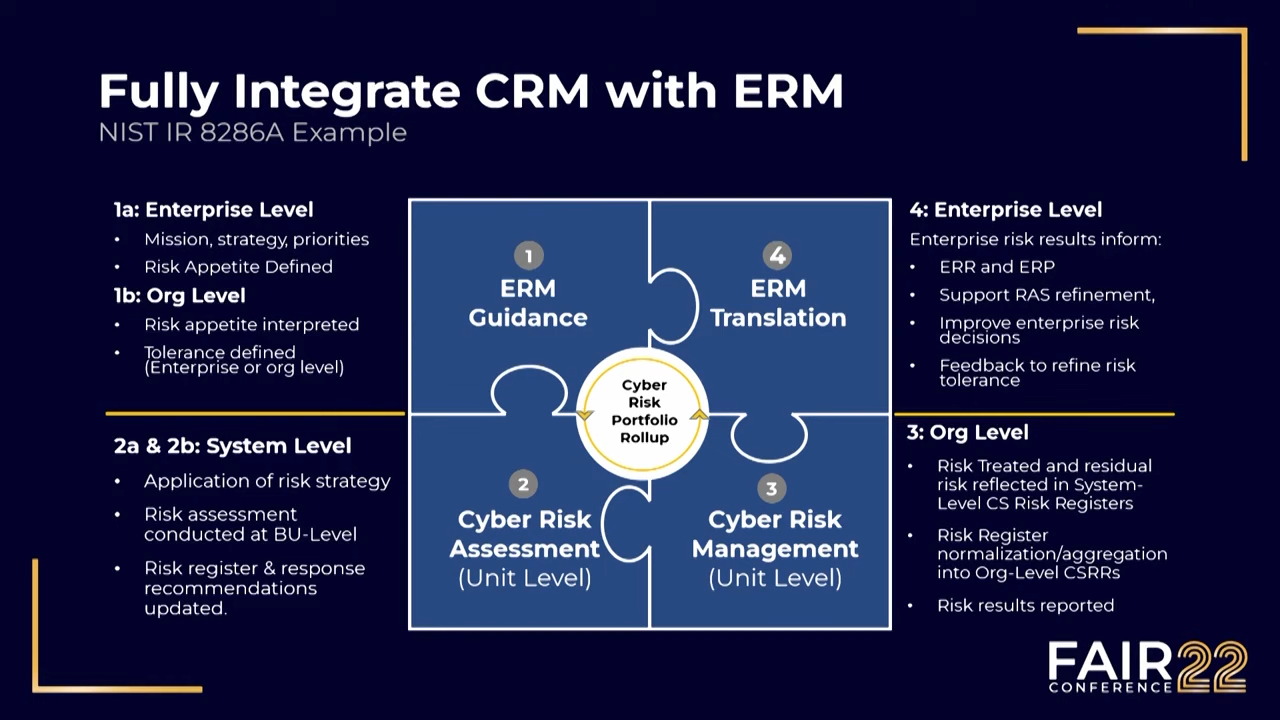 Fully Integrate CRM with ERM
NIST IR 8286A Example
1a: Enterprise Level
• Mission, strategy, priorities
• Risk Appetite Defined
1b: Org Level
• Risk appetite interpreted
• Tolerance defined
(Enterprise or org level)
2a & 2b: System Level
• Application of risk strategy
• Risk assessment
conducted at BU-Level
• Risk register & response
recommendations
updated.
1
ERM
Guidance
4
ERM
Translation
Cyber
Risk
Portfolio
Rollup
2
Cyber Risk
Assessment
(Unit Level)
3
Cyber Risk
Management
(Unit Level)
4: Enterprise Level
Enterprise risk results inform:
• ERR and ERP
• Support RAS refinement,
• Improve enterprise risk
decisions
• Feedback to refine risk
tolerance
3: Org Level
• Risk Treated and residual
risk reflected in System-
Level CS Risk Registers
• Risk Register
normalization/aggregation
into Org-Level CSRRs
• Risk results reported
FAIR22
CONFERENCE